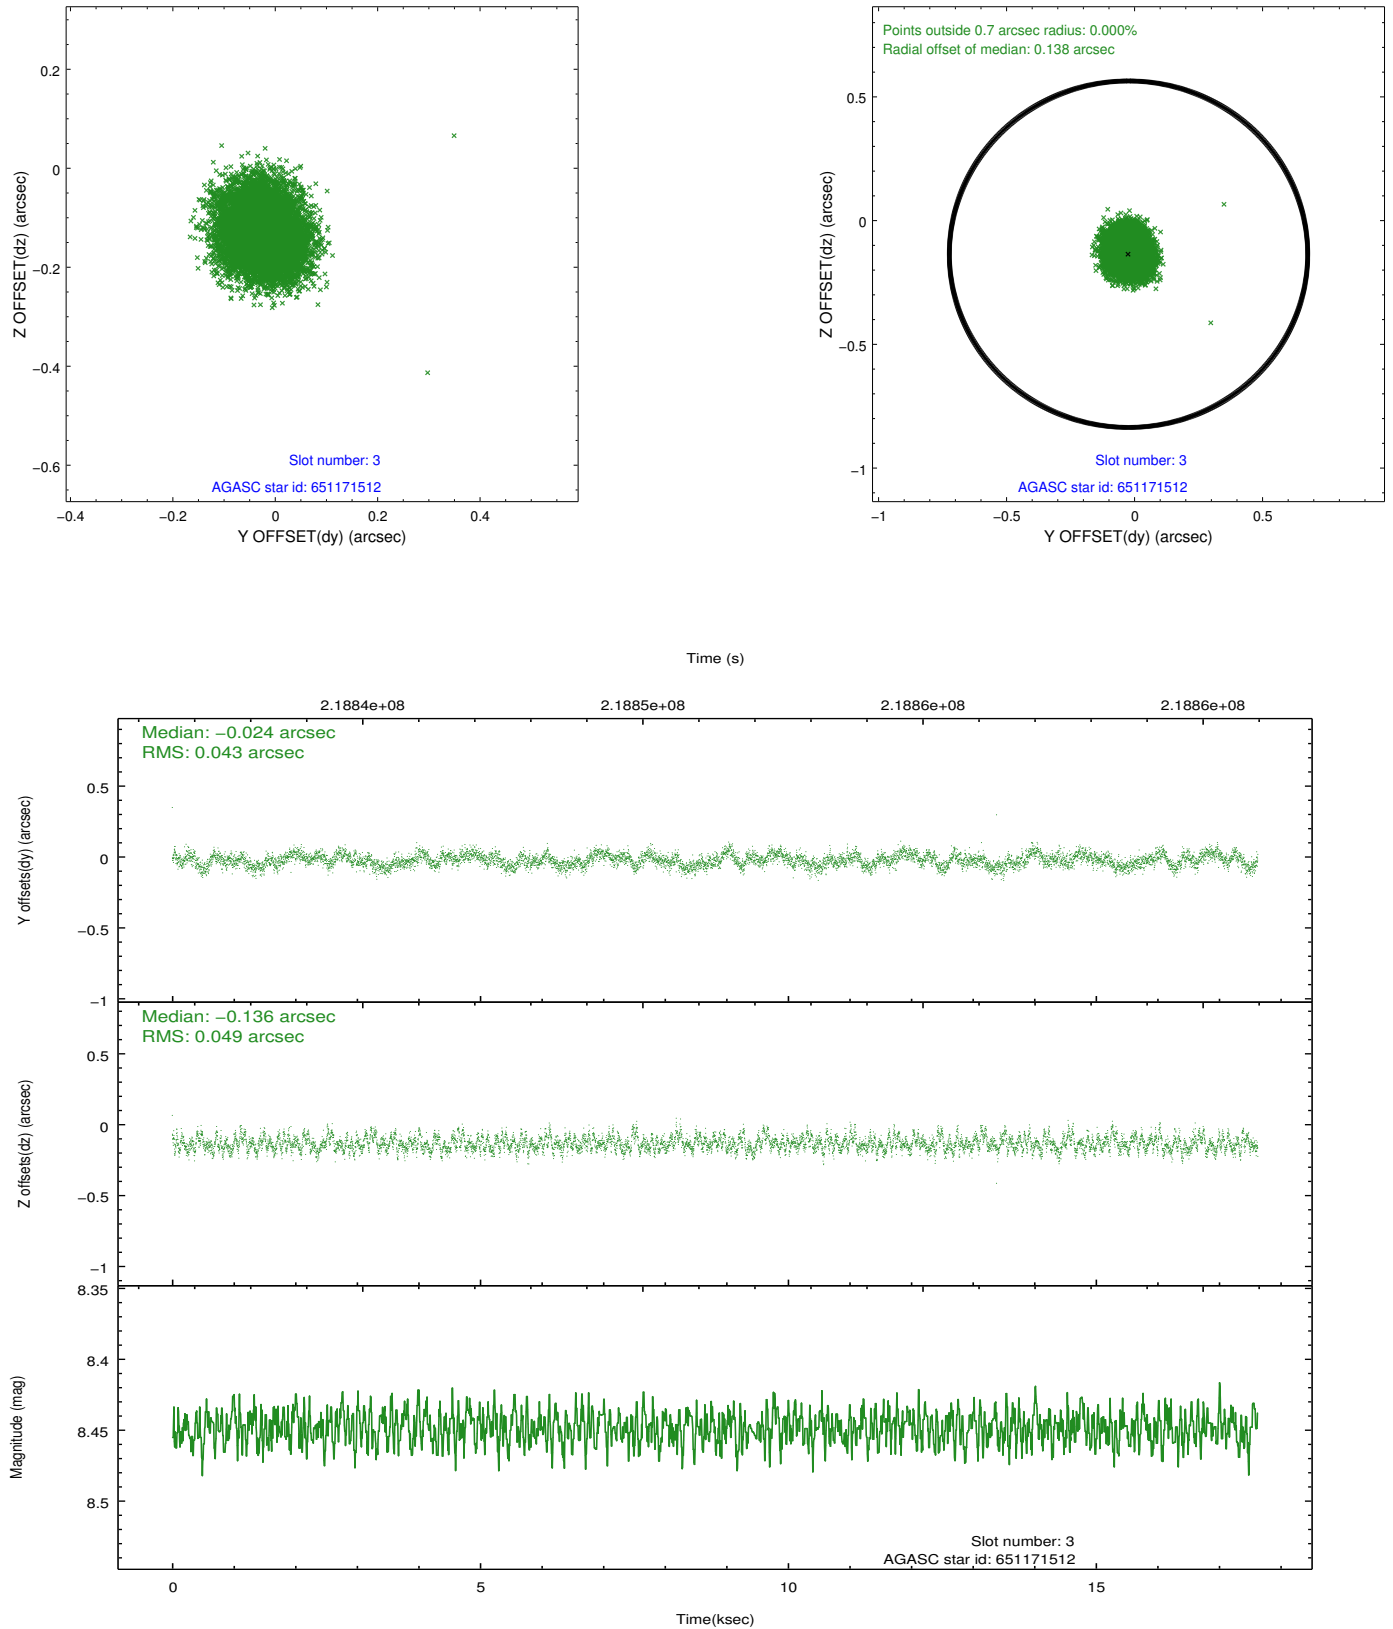 0.2
0
−0.2
−0.4
−0.6
−0.4
−0.2
0
0.2
0.4
Z OFFSET(dz) (arcsec)
Y OFFSET(dy) (arcsec)
Slot number: 3
AGASC star id: 651171512
Points outside 0.7 arcsec radius: 0.000%
Radial offset of median: 0.138 arcsec
0.5
0
−0.5
−1
−1
−0.5
0
0.5
Z OFFSET(dz) (arcsec)
Y OFFSET(dy) (arcsec)
Slot number: 3
AGASC star id: 651171512
Time (s)
2.1884e+08
2.1885e+08
2.1886e+08
2.1886e+08
Median: −0.024 arcsec
RMS: 0.043 arcsec
0.5
0
−0.5
−1
Y offsets(dy) (arcsec)
Median: −0.136 arcsec
RMS: 0.049 arcsec
0.5
0
−0.5
−1
Z offsets(dz) (arcsec)
8.35
8.4
8.45
8.5
Magnitude (mag)
Slot number: 3
AGASC star id: 651171512
0
5
10
15
Time(ksec)